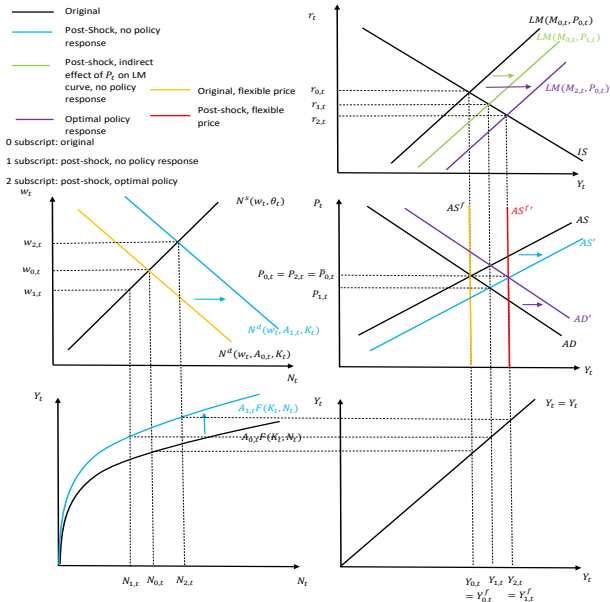 Original
Post-Shock, no policy
response
Post-shock, indirect
effect of P_t on LM
curve, no policy
response
Optimal policy
response
Original, flexible price
Post-shock, flexible
price
0 subscript: original
1 subscript: post-shock, no policy response
2 subscript: post-shock, optimal policy
r_t
LM(M_{0,t}, P_{0,t})
LM(M_{0,t}, P_{1,t})
LM(M_{2,t}, P_{0,t})
r_{0,t}
r_{1,t}
r_{2,t}
IS
Y_t
w_t
N^s(w_t, θ_t)
w_{2,t}
w_{0,t}
w_{1,t}
N^d(w_t, A_{1,t}, K_t)
N^d(w_t, A_{0,t}, K_t)
N_t
P_t
AS^f
AS^{f'}
AS
AS'
P_{0,t} = P_{2,t} = P̄_{0,t}
P_{1,t}
AD'
AD
Y_t
Y_t
A_{1,t}F(K_t, N_t)
A_{0,t}F(K_t, N_t)
N_{1,t}
N_{0,t}
N_{2,t}
N_t
Y_t
Y_t = Y_t
Y_{0,t} Y_{1,t} Y_{2,t}
= Y^f_{0,t} = Y^f_{1,t}
Y_t